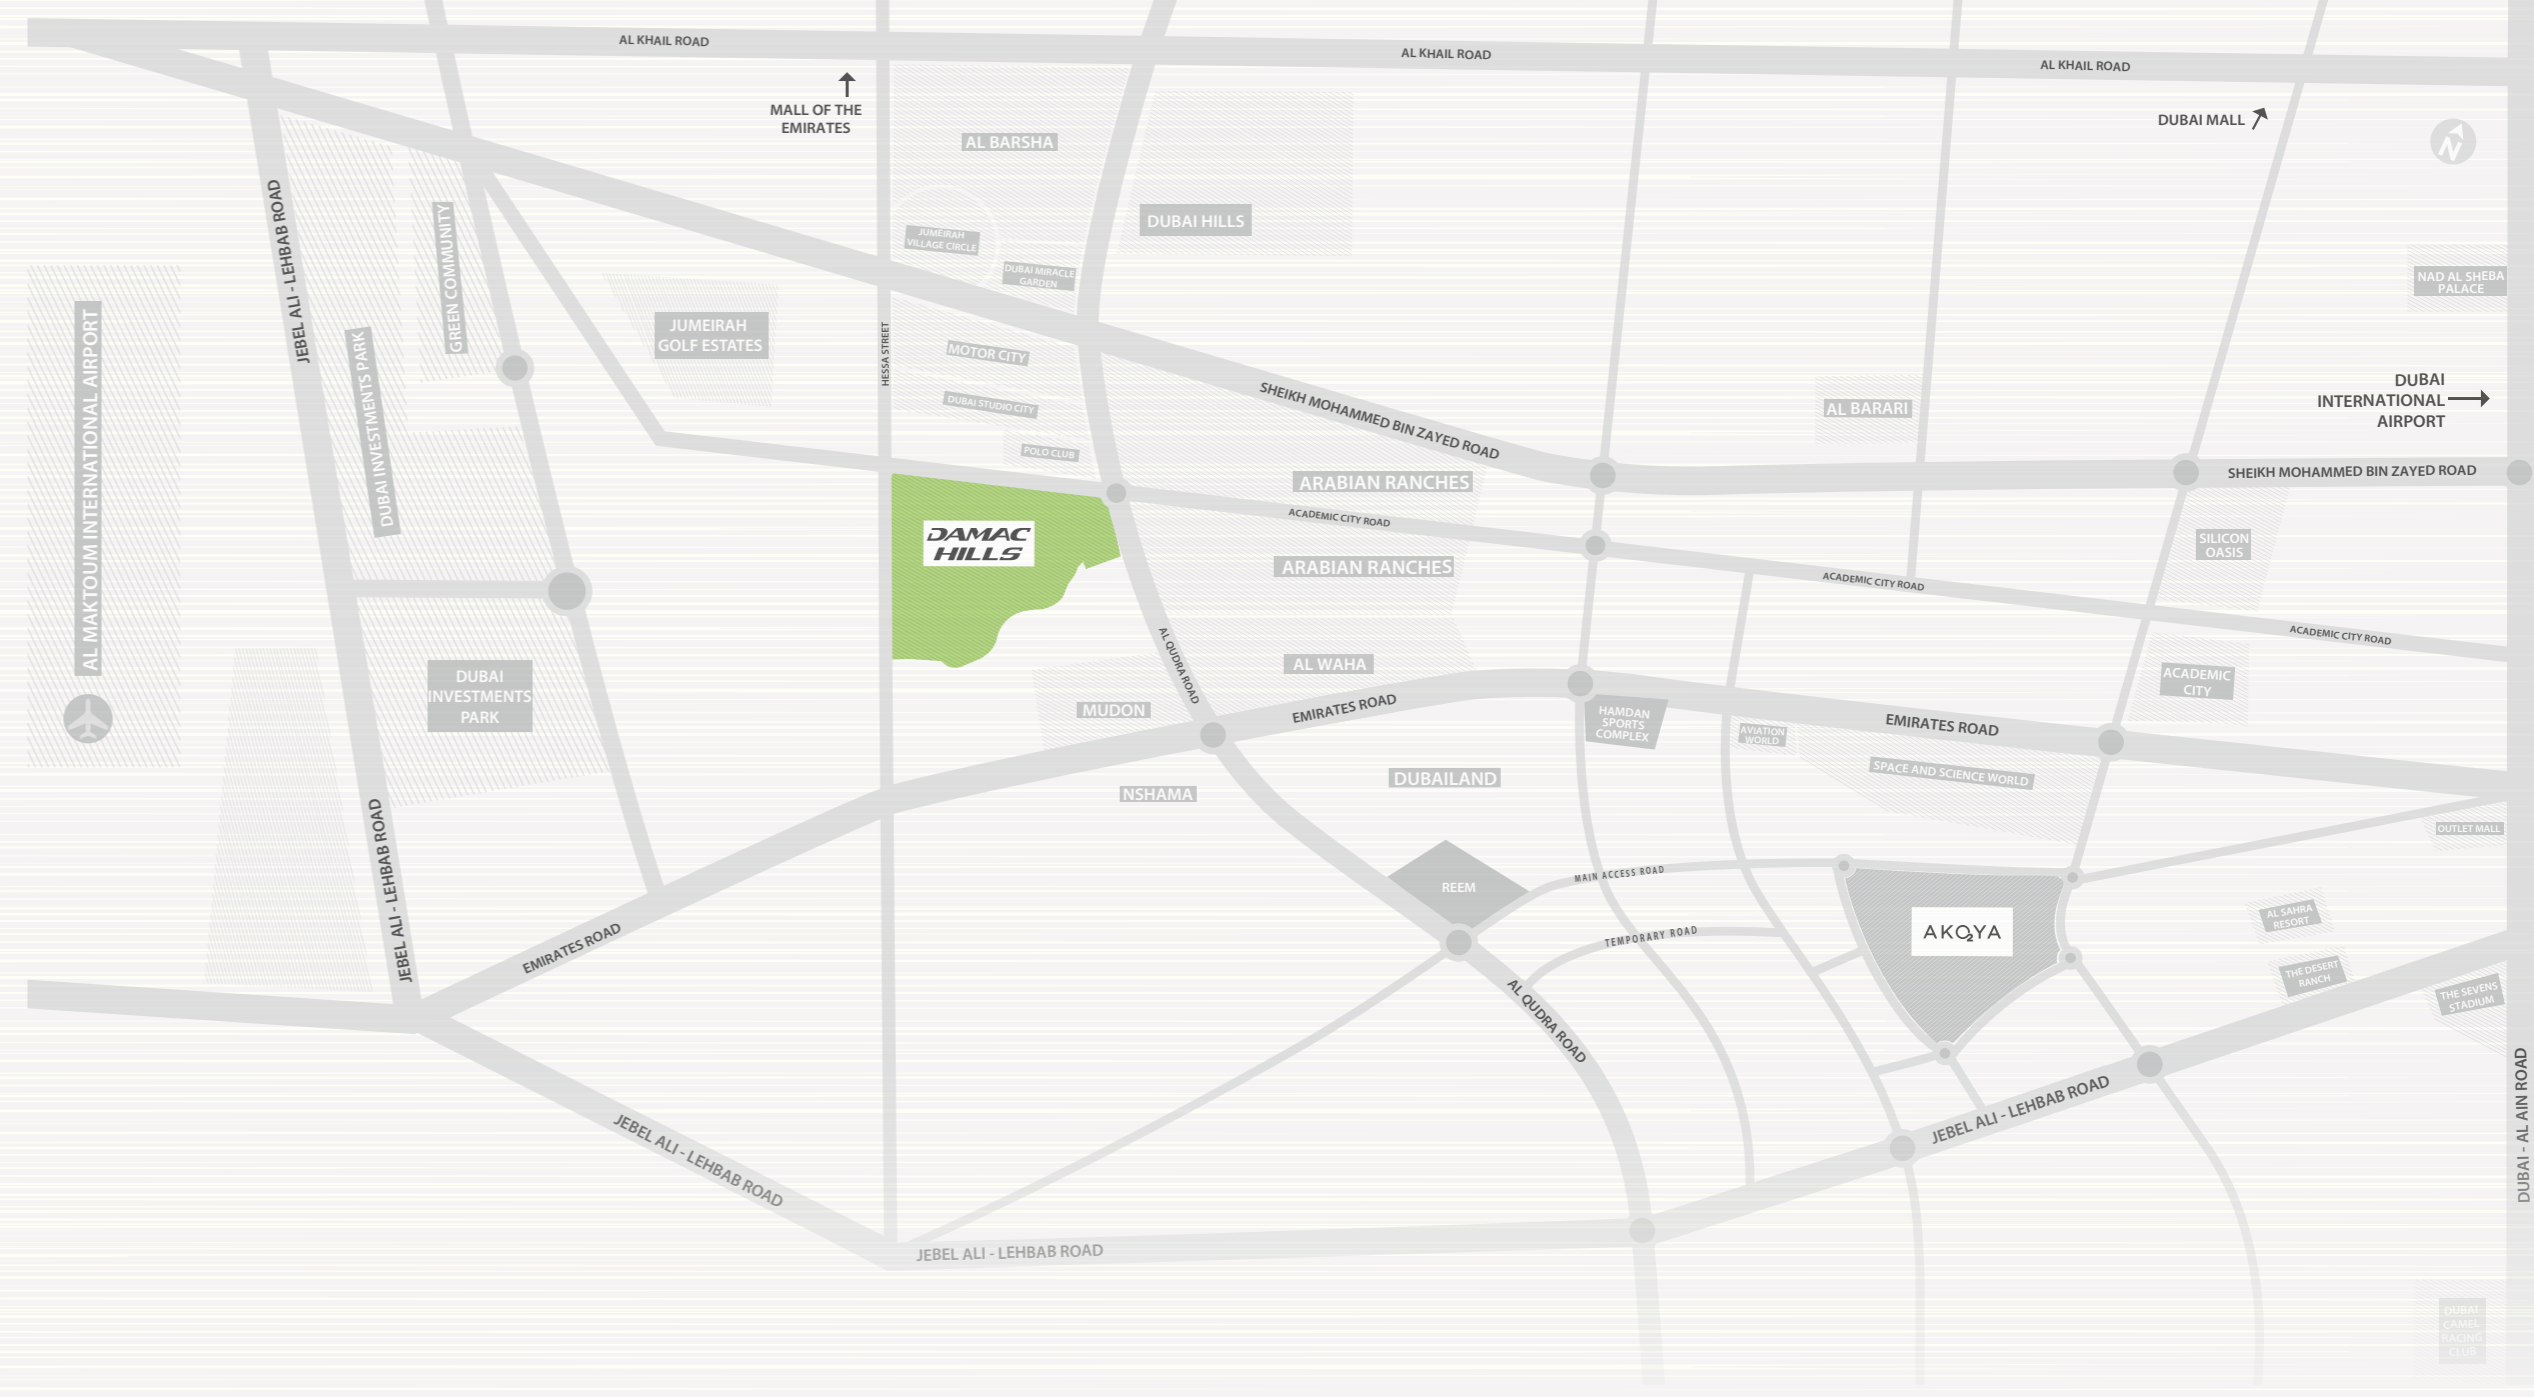 AL KHAIL ROAD
AL KHAIL ROAD
AL KHAIL ROAD
MALL OF THE
EMIRATES
DUBAI MALL
N
AL BARSHA
DUBAI HILLS
JUMEIRAH
VILLAGE CIRCLE
DUBAI MIRACLE
GARDEN
JEBEL ALI - LEHBAB ROAD
GREEN COMMUNITY
NAD AL SHEBA
PALACE
AL MAKTOUM INTERNATIONAL AIRPORT
DUBAI INVESTMENTS PARK
JUMEIRAH
GOLF ESTATES
HESSA STREET
MOTOR CITY
DUBAI STUDIO CITY
POLO CLUB
SHEIKH MOHAMMED BIN ZAYED ROAD
AL BARARI
DUBAI
INTERNATIONAL
AIRPORT
SHEIKH MOHAMMED BIN ZAYED ROAD
ARABIAN RANCHES
ACADEMIC CITY ROAD
DAMAC
HILLS
ARABIAN RANCHES
SILICON
OASIS
ACADEMIC CITY ROAD
ACADEMIC CITY ROAD
AL QUDRA ROAD
AL WAHA
ACADEMIC
CITY
DUBAI
INVESTMENTS
PARK
MUDON
EMIRATES ROAD
HAMDAN
SPORTS
COMPLEX
AVIATION
WORLD
EMIRATES ROAD
SPACE AND SCIENCE WORLD
DUBAILAND
NSHAMA
OUTLET MALL
JEBEL ALI - LEHBAB ROAD
REEM
MAIN ACCESS ROAD
TEMPORARY ROAD
AKO2YA
AL SAHRA
RESORT
THE DESERT
RANCH
THE SEVENS
STADIUM
EMIRATES ROAD
AL QUDRA ROAD
JEBEL ALI - LEHBAB ROAD
JEBEL ALI - LEHBAB ROAD
DUBAI - AL AIN ROAD
JEBEL ALI - LEHBAB ROAD
DUBAI
CAMEL
RACING
CLUB